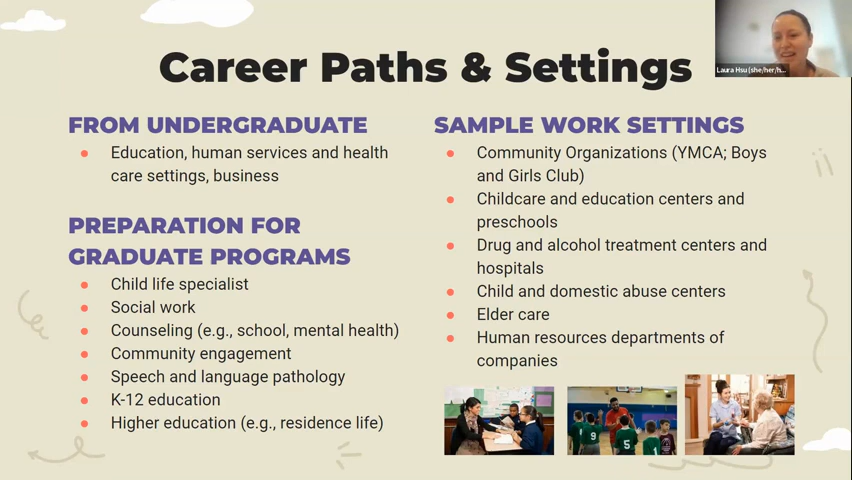 Career Paths & Settings
Laura Hsu (she/her/h...
FROM UNDERGRADUATE
Education, human services and health
care settings, business
PREPARATION FOR
GRADUATE PROGRAMS
Child life specialist
Social work
Counseling (e.g., school, mental health)
Community engagement
Speech and language pathology
K-12 education
Higher education (e.g., residence life)
SAMPLE WORK SETTINGS
Community Organizations (YMCA; Boys
and Girls Club)
Childcare and education centers and
preschools
Drug and alcohol treatment centers and
hospitals
Child and domestic abuse centers
Elder care
Human resources departments of
companies
9
5